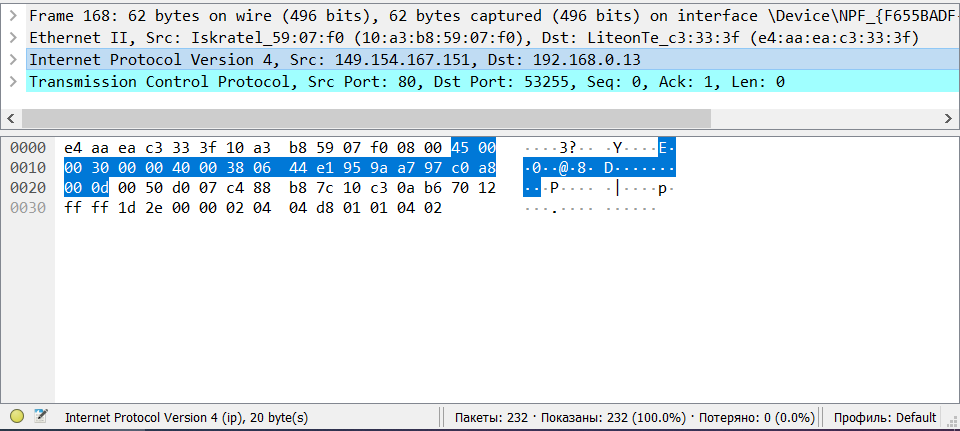 Frame 168: 62 bytes on wire (496 bits), 62 bytes captured (496 bits) on interface \Device\NPF_{F655BADF-
Ethernet II, Src: Iskratel_59:07:f0 (10:a3:b8:59:07:f0), Dst: LiteonTe_c3:33:3f (e4:aa:ea:c3:33:3f)
Internet Protocol Version 4, Src: 149.154.167.151, Dst: 192.168.0.13
Transmission Control Protocol, Src Port: 80, Dst Port: 53255, Seq: 0, Ack: 1, Len: 0
0000 e4 aa ea c3 33 3f 10 a3 b8 59 07 f0 08 00 45 00 ····3?·· ·Y····E·
0010 00 30 00 00 40 00 38 06 44 e1 95 9a a7 97 c0 a8 ·0··@·8· D·······
0020 00 0d 00 50 d0 07 c4 88 b8 7c 10 c3 0a b6 70 12 ···P···· ·|····p·
0030 ff ff 1d 2e 00 00 02 04 04 d8 01 01 04 02 ···.···· ······
Internet Protocol Version 4 (ip), 20 byte(s) Пакеты: 232 · Показаны: 232 (100.0%) · Потеряно: 0 (0.0%) Профиль: Default